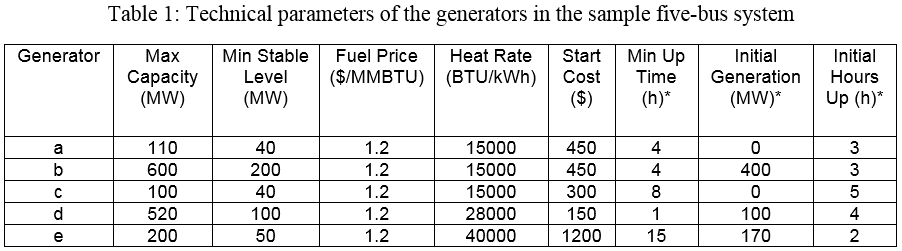 Table 1: Technical parameters of the generators in the sample five-bus system
Generator Max Capacity (MW) Min Stable Level (MW) Fuel Price ($/MMBTU) Heat Rate (BTU/kWh) Start Cost ($) Min Up Time (h)* Initial Generation (MW)* Initial Hours Up (h)*
a 110 40 1.2 15000 450 4 0 3
b 600 200 1.2 15000 450 4 400 3
c 100 40 1.2 15000 300 8 0 5
d 520 100 1.2 28000 150 1 100 4
e 200 50 1.2 40000 1200 15 170 2